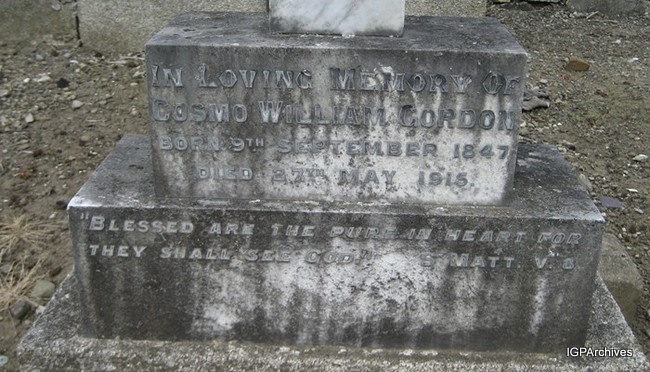 In Loving Memory of
Cosmo William Gordon
Born 9th September 1847
Died 27th May 1915.
"Blessed are the pure in heart for
they shall see God." S. Matt. V. 8
IGPArchives